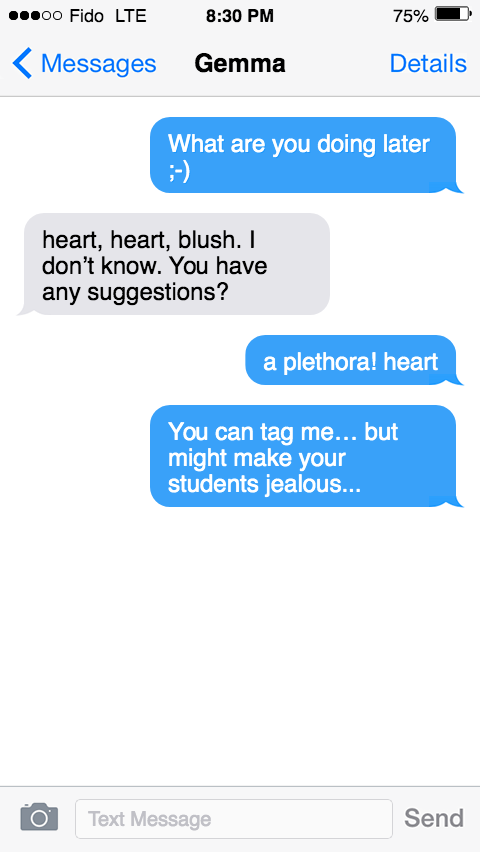 Fido LTE 8:30 PM 75%
Messages Gemma Details
What are you doing later
;-)
heart, heart, blush. I
don’t know. You have
any suggestions?
a plethora! heart
You can tag me... but
might make your
students jealous...
Text Message Send